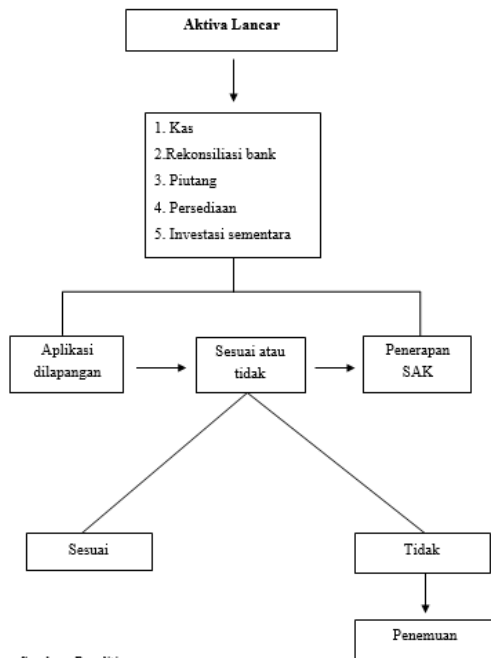 Aktiva Lancar
1. Kas
2.Rekonsiliasi bank
3. Piutang
4. Persediaan
5. Investasi sementara
Aplikasi
dilapangan
Sesuai atau
tidak
Penerapan
SAK
Sesuai
Tidak
Penemuan